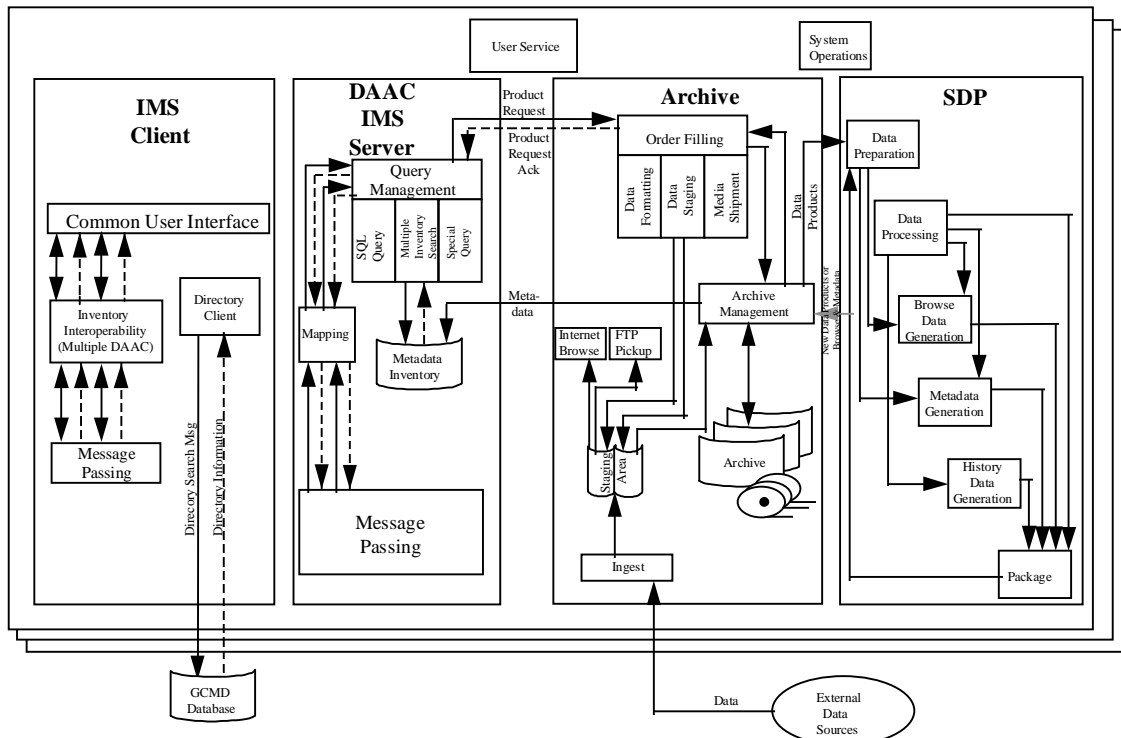 User Service
System
Operations
IMS
Client
Common User Interface
Inventory
Interoperability
(Multiple DAAC)
Message
Passing
Directory
Client
Direcory Search Msg
Directory Information
GCMD
Database
DAAC
IMS
Server
Query
Management
SQL
Query
Multiple
Inventory
Search
Special
Query
Mapping
Metadata
Inventory
Message
Passing
Product
Request
Product
Request
Ack
Meta-
data
Archive
Order Filling
Data
Formatting
Data
Staging
Media
Shipment
Data
Products
Archive
Management
Internet
Browse
FTP
Pickup
Staging
Area
Archive
Ingest
Data
External
Data
Sources
New Data Products or
Browse & Metadata
SDP
Data
Preparation
Data
Processing
Browse
Data
Generation
Metadata
Generation
History
Data
Generation
Package